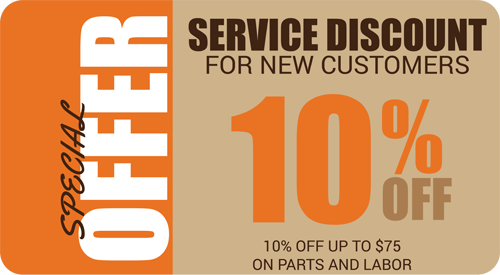 SPECIAL
OFFER
SERVICE DISCOUNT
FOR NEW CUSTOMERS
10%
OFF
10% OFF UP TO $75
ON PARTS AND LABOR